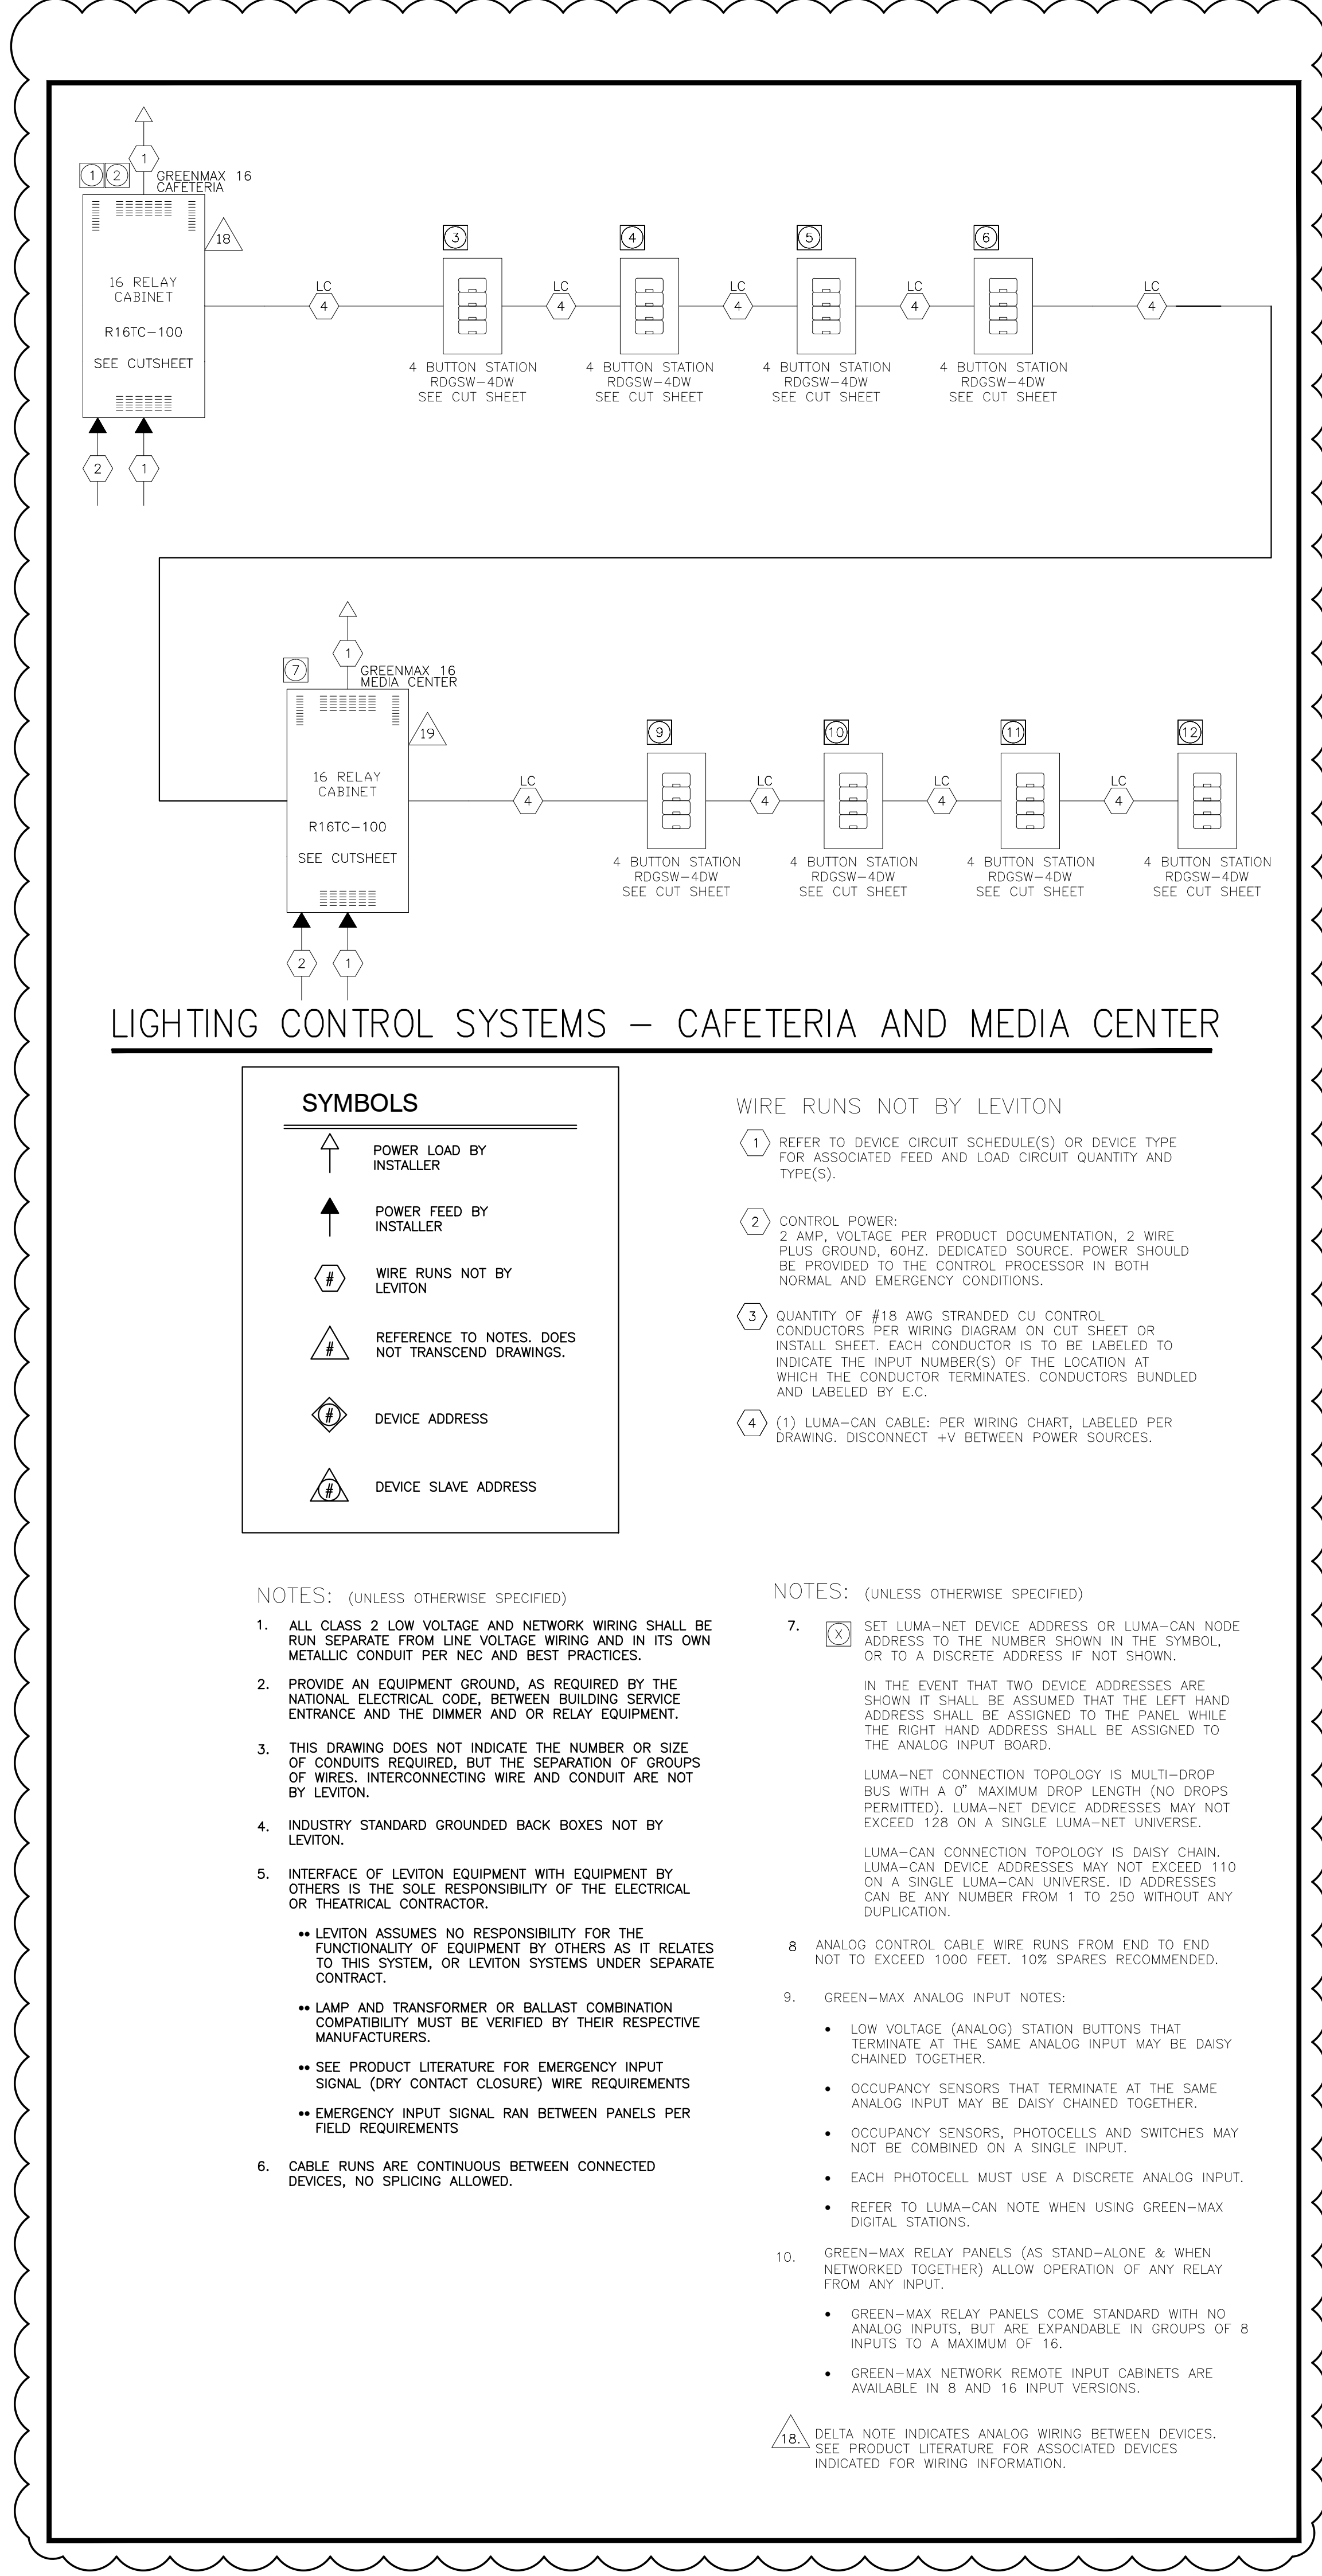 1
1 2
GREENMAX 16
CAFETERIA
18
16 RELAY
CABINET
R16TC-100
SEE CUTSHEET
2
1
LC
4
3
4 BUTTON STATION
RDGSW-4DW
SEE CUT SHEET
LC
4
4
4 BUTTON STATION
RDGSW-4DW
SEE CUT SHEET
LC
4
5
4 BUTTON STATION
RDGSW-4DW
SEE CUT SHEET
LC
4
6
4 BUTTON STATION
RDGSW-4DW
SEE CUT SHEET
LC
4
1
7
GREENMAX 16
MEDIA CENTER
19
16 RELAY
CABINET
R16TC-100
SEE CUTSHEET
2
1
LC
4
9
4 BUTTON STATION
RDGSW-4DW
SEE CUT SHEET
LC
4
10
4 BUTTON STATION
RDGSW-4DW
SEE CUT SHEET
LC
4
11
4 BUTTON STATION
RDGSW-4DW
SEE CUT SHEET
LC
4
12
4 BUTTON STATION
RDGSW-4DW
SEE CUT SHEET
LIGHTING CONTROL SYSTEMS - CAFETERIA AND MEDIA CENTER
SYMBOLS
POWER LOAD BY
INSTALLER
POWER FEED BY
INSTALLER
# WIRE RUNS NOT BY
LEVITON
# REFERENCE TO NOTES. DOES
NOT TRANSCEND DRAWINGS.
# DEVICE ADDRESS
# DEVICE SLAVE ADDRESS
WIRE RUNS NOT BY LEVITON
1 REFER TO DEVICE CIRCUIT SCHEDULE(S) OR DEVICE TYPE
FOR ASSOCIATED FEED AND LOAD CIRCUIT QUANTITY AND
TYPE(S).
2 CONTROL POWER:
2 AMP, VOLTAGE PER PRODUCT DOCUMENTATION, 2 WIRE
PLUS GROUND, 60HZ. DEDICATED SOURCE. POWER SHOULD
BE PROVIDED TO THE CONTROL PROCESSOR IN BOTH
NORMAL AND EMERGENCY CONDITIONS.
3 QUANTITY OF #18 AWG STRANDED CU CONTROL
CONDUCTORS PER WIRING DIAGRAM ON CUT SHEET OR
INSTALL SHEET. EACH CONDUCTOR IS TO BE LABELED TO
INDICATE THE INPUT NUMBER(S) OF THE LOCATION AT
WHICH THE CONDUCTOR TERMINATES. CONDUCTORS BUNDLED
AND LABELED BY E.C.
4 (1) LUMA-CAN CABLE: PER WIRING CHART, LABELED PER
DRAWING. DISCONNECT +V BETWEEN POWER SOURCES.
NOTES: (UNLESS OTHERWISE SPECIFIED)
1. ALL CLASS 2 LOW VOLTAGE AND NETWORK WIRING SHALL BE
RUN SEPARATE FROM LINE VOLTAGE WIRING AND IN ITS OWN
METALLIC CONDUIT PER NEC AND BEST PRACTICES.
2. PROVIDE AN EQUIPMENT GROUND, AS REQUIRED BY THE
NATIONAL ELECTRICAL CODE, BETWEEN BUILDING SERVICE
ENTRANCE AND THE DIMMER AND OR RELAY EQUIPMENT.
3. THIS DRAWING DOES NOT INDICATE THE NUMBER OR SIZE
OF CONDUITS REQUIRED, BUT THE SEPARATION OF GROUPS
OF WIRES. INTERCONNECTING WIRE AND CONDUIT ARE NOT
BY LEVITON.
4. INDUSTRY STANDARD GROUNDED BACK BOXES NOT BY
LEVITON.
5. INTERFACE OF LEVITON EQUIPMENT WITH EQUIPMENT BY
OTHERS IS THE SOLE RESPONSIBILITY OF THE ELECTRICAL
OR THEATRICAL CONTRACTOR.
•• LEVITON ASSUMES NO RESPONSIBILITY FOR THE
FUNCTIONALITY OF EQUIPMENT BY OTHERS AS IT RELATES
TO THIS SYSTEM, OR LEVITON SYSTEMS UNDER SEPARATE
CONTRACT.
•• LAMP AND TRANSFORMER OR BALLAST COMBINATION
COMPATIBILITY MUST BE VERIFIED BY THEIR RESPECTIVE
MANUFACTURERS.
•• SEE PRODUCT LITERATURE FOR EMERGENCY INPUT
SIGNAL (DRY CONTACT CLOSURE) WIRE REQUIREMENTS
•• EMERGENCY INPUT SIGNAL RAN BETWEEN PANELS PER
FIELD REQUIREMENTS
6. CABLE RUNS ARE CONTINUOUS BETWEEN CONNECTED
DEVICES, NO SPLICING ALLOWED.
NOTES: (UNLESS OTHERWISE SPECIFIED)
7. X SET LUMA-NET DEVICE ADDRESS OR LUMA-CAN NODE
ADDRESS TO THE NUMBER SHOWN IN THE SYMBOL,
OR TO A DISCRETE ADDRESS IF NOT SHOWN.
IN THE EVENT THAT TWO DEVICE ADDRESSES ARE
SHOWN IT SHALL BE ASSUMED THAT THE LEFT HAND
ADDRESS SHALL BE ASSIGNED TO THE PANEL WHILE
THE RIGHT HAND ADDRESS SHALL BE ASSIGNED TO
THE ANALOG INPUT BOARD.
LUMA-NET CONNECTION TOPOLOGY IS MULTI-DROP
BUS WITH A 0" MAXIMUM DROP LENGTH (NO DROPS
PERMITTED). LUMA-NET DEVICE ADDRESSES MAY NOT
EXCEED 128 ON A SINGLE LUMA-NET UNIVERSE.
LUMA-CAN CONNECTION TOPOLOGY IS DAISY CHAIN.
LUMA-CAN DEVICE ADDRESSES MAY NOT EXCEED 110
ON A SINGLE LUMA-CAN UNIVERSE. ID ADDRESSES
CAN BE ANY NUMBER FROM 1 TO 250 WITHOUT ANY
DUPLICATION.
8 ANALOG CONTROL CABLE WIRE RUNS FROM END TO END
NOT TO EXCEED 1000 FEET. 10% SPARES RECOMMENDED.
9. GREEN-MAX ANALOG INPUT NOTES:
• LOW VOLTAGE (ANALOG) STATION BUTTONS THAT
TERMINATE AT THE SAME ANALOG INPUT MAY BE DAISY
CHAINED TOGETHER.
• OCCUPANCY SENSORS THAT TERMINATE AT THE SAME
ANALOG INPUT MAY BE DAISY CHAINED TOGETHER.
• OCCUPANCY SENSORS, PHOTOCELLS AND SWITCHES MAY
NOT BE COMBINED ON A SINGLE INPUT.
• EACH PHOTOCELL MUST USE A DISCRETE ANALOG INPUT.
• REFER TO LUMA-CAN NOTE WHEN USING GREEN-MAX
DIGITAL STATIONS.
10. GREEN-MAX RELAY PANELS (AS STAND-ALONE & WHEN
NETWORKED TOGETHER) ALLOW OPERATION OF ANY RELAY
FROM ANY INPUT.
• GREEN-MAX RELAY PANELS COME STANDARD WITH NO
ANALOG INPUTS, BUT ARE EXPANDABLE IN GROUPS OF 8
INPUTS TO A MAXIMUM OF 16.
• GREEN-MAX NETWORK REMOTE INPUT CABINETS ARE
AVAILABLE IN 8 AND 16 INPUT VERSIONS.
18. DELTA NOTE INDICATES ANALOG WIRING BETWEEN DEVICES.
SEE PRODUCT LITERATURE FOR ASSOCIATED DEVICES
INDICATED FOR WIRING INFORMATION.